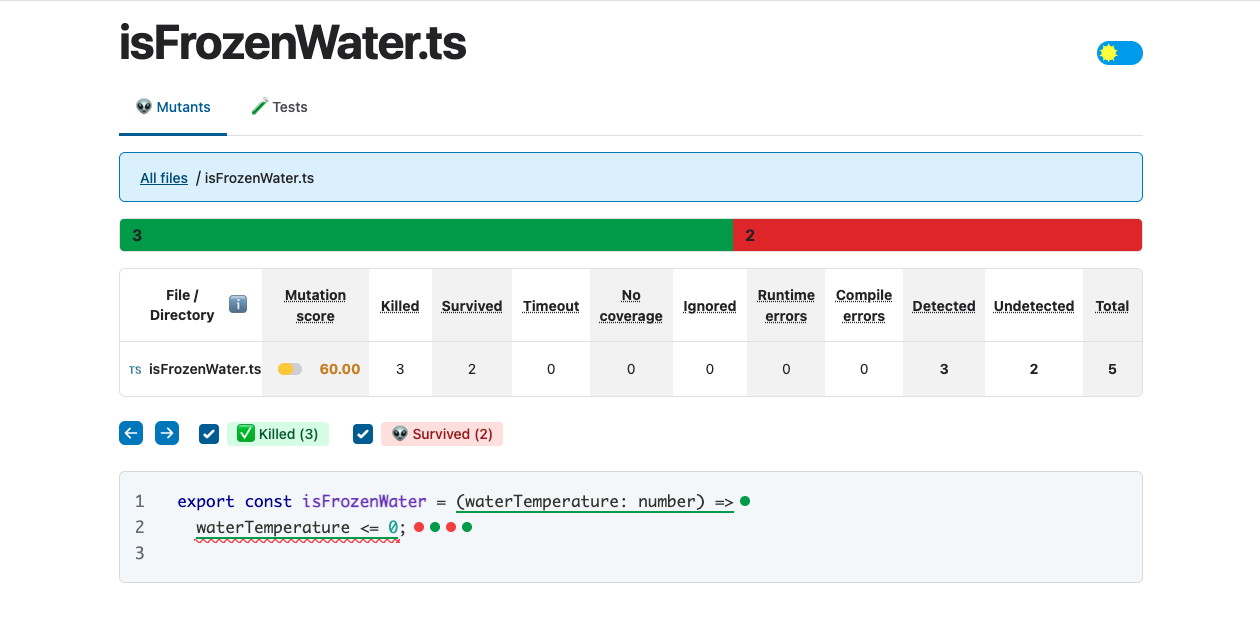 isFrozenWater.ts
👽 Mutants
🧪 Tests
All files / isFrozenWater.ts
3 2
File / Directory ℹ️ Mutation score Killed Survived Timeout No coverage Ignored Runtime errors Compile errors Detected Undetected Total
TS isFrozenWater.ts 60.00 3 2 0 0 0 0 0 3 2 5
← → ✅ Killed (3) 👽 Survived (2)
1 export const isFrozenWater = (waterTemperature: number) =>
2 waterTemperature <= 0;
3